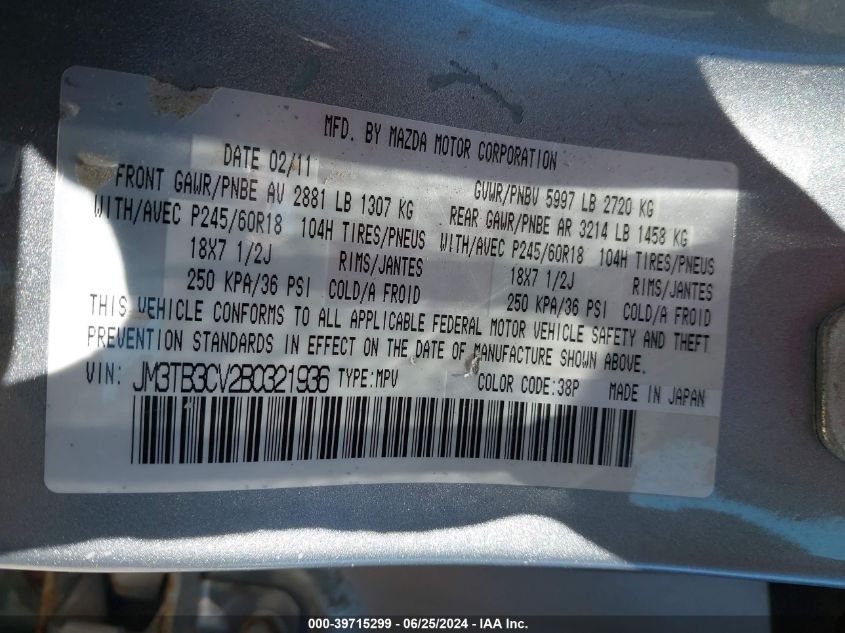 MFD. BY MAZDA MOTOR CORPORATION
DATE 02/11
GVWR/PNBV 5997 LB 2720 KG
FRONT GAWR/PNBE AV 2881 LB 1307 KG
REAR GAWR/PNBE AR 3214 LB 1458 KG
WITH/AVEC P245/60R18 104H TIRES/PNEUS
WITH/AVEC P245/60R18 104H TIRES/PNEUS
18X7 1/2J RIMS/JANTES
18X7 1/2J RIMS/JANTES
250 KPA/36 PSI COLD/A FROID
250 KPA/36 PSI COLD/A FROID
THIS VEHICLE CONFORMS TO ALL APPLICABLE FEDERAL MOTOR VEHICLE SAFETY AND THEFT
PREVENTION STANDARDS IN EFFECT ON THE DATE OF MANUFACTURE SHOWN ABOVE.
VIN: JM3TB3CV2B0321936 TYPE:MPV COLOR CODE:38P MADE IN JAPAN
000-39715299 - 06/25/2024 - IAA Inc.